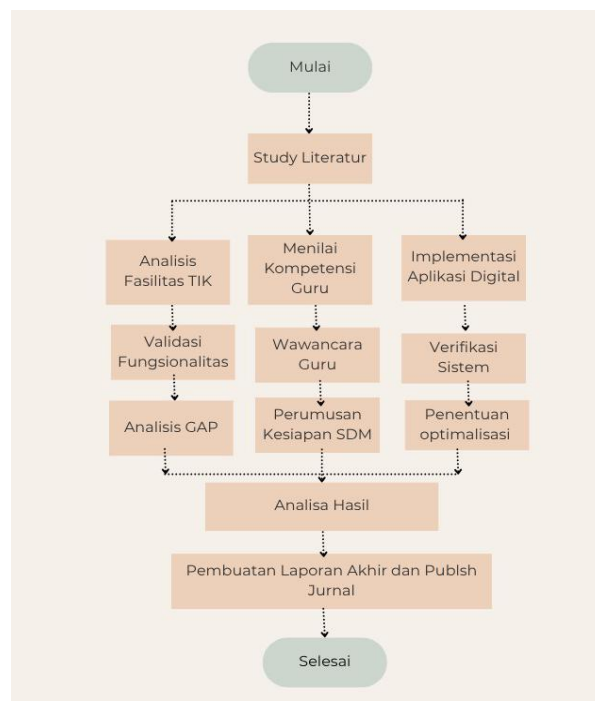 Mulai
Study Literatur
Analisis
Fasilitas TIK
Menilai
Kompetensi
Guru
Implementasi
Aplikasi Digital
Validasi
Fungsionalitas
Wawancara
Guru
Verifikasi
Sistem
Analisis GAP
Perumusan
Kesiapan SDM
Penentuan
optimalisasi
Analisa Hasil
Pembuatan Laporan Akhir dan Publsh
Jurnal
Selesai